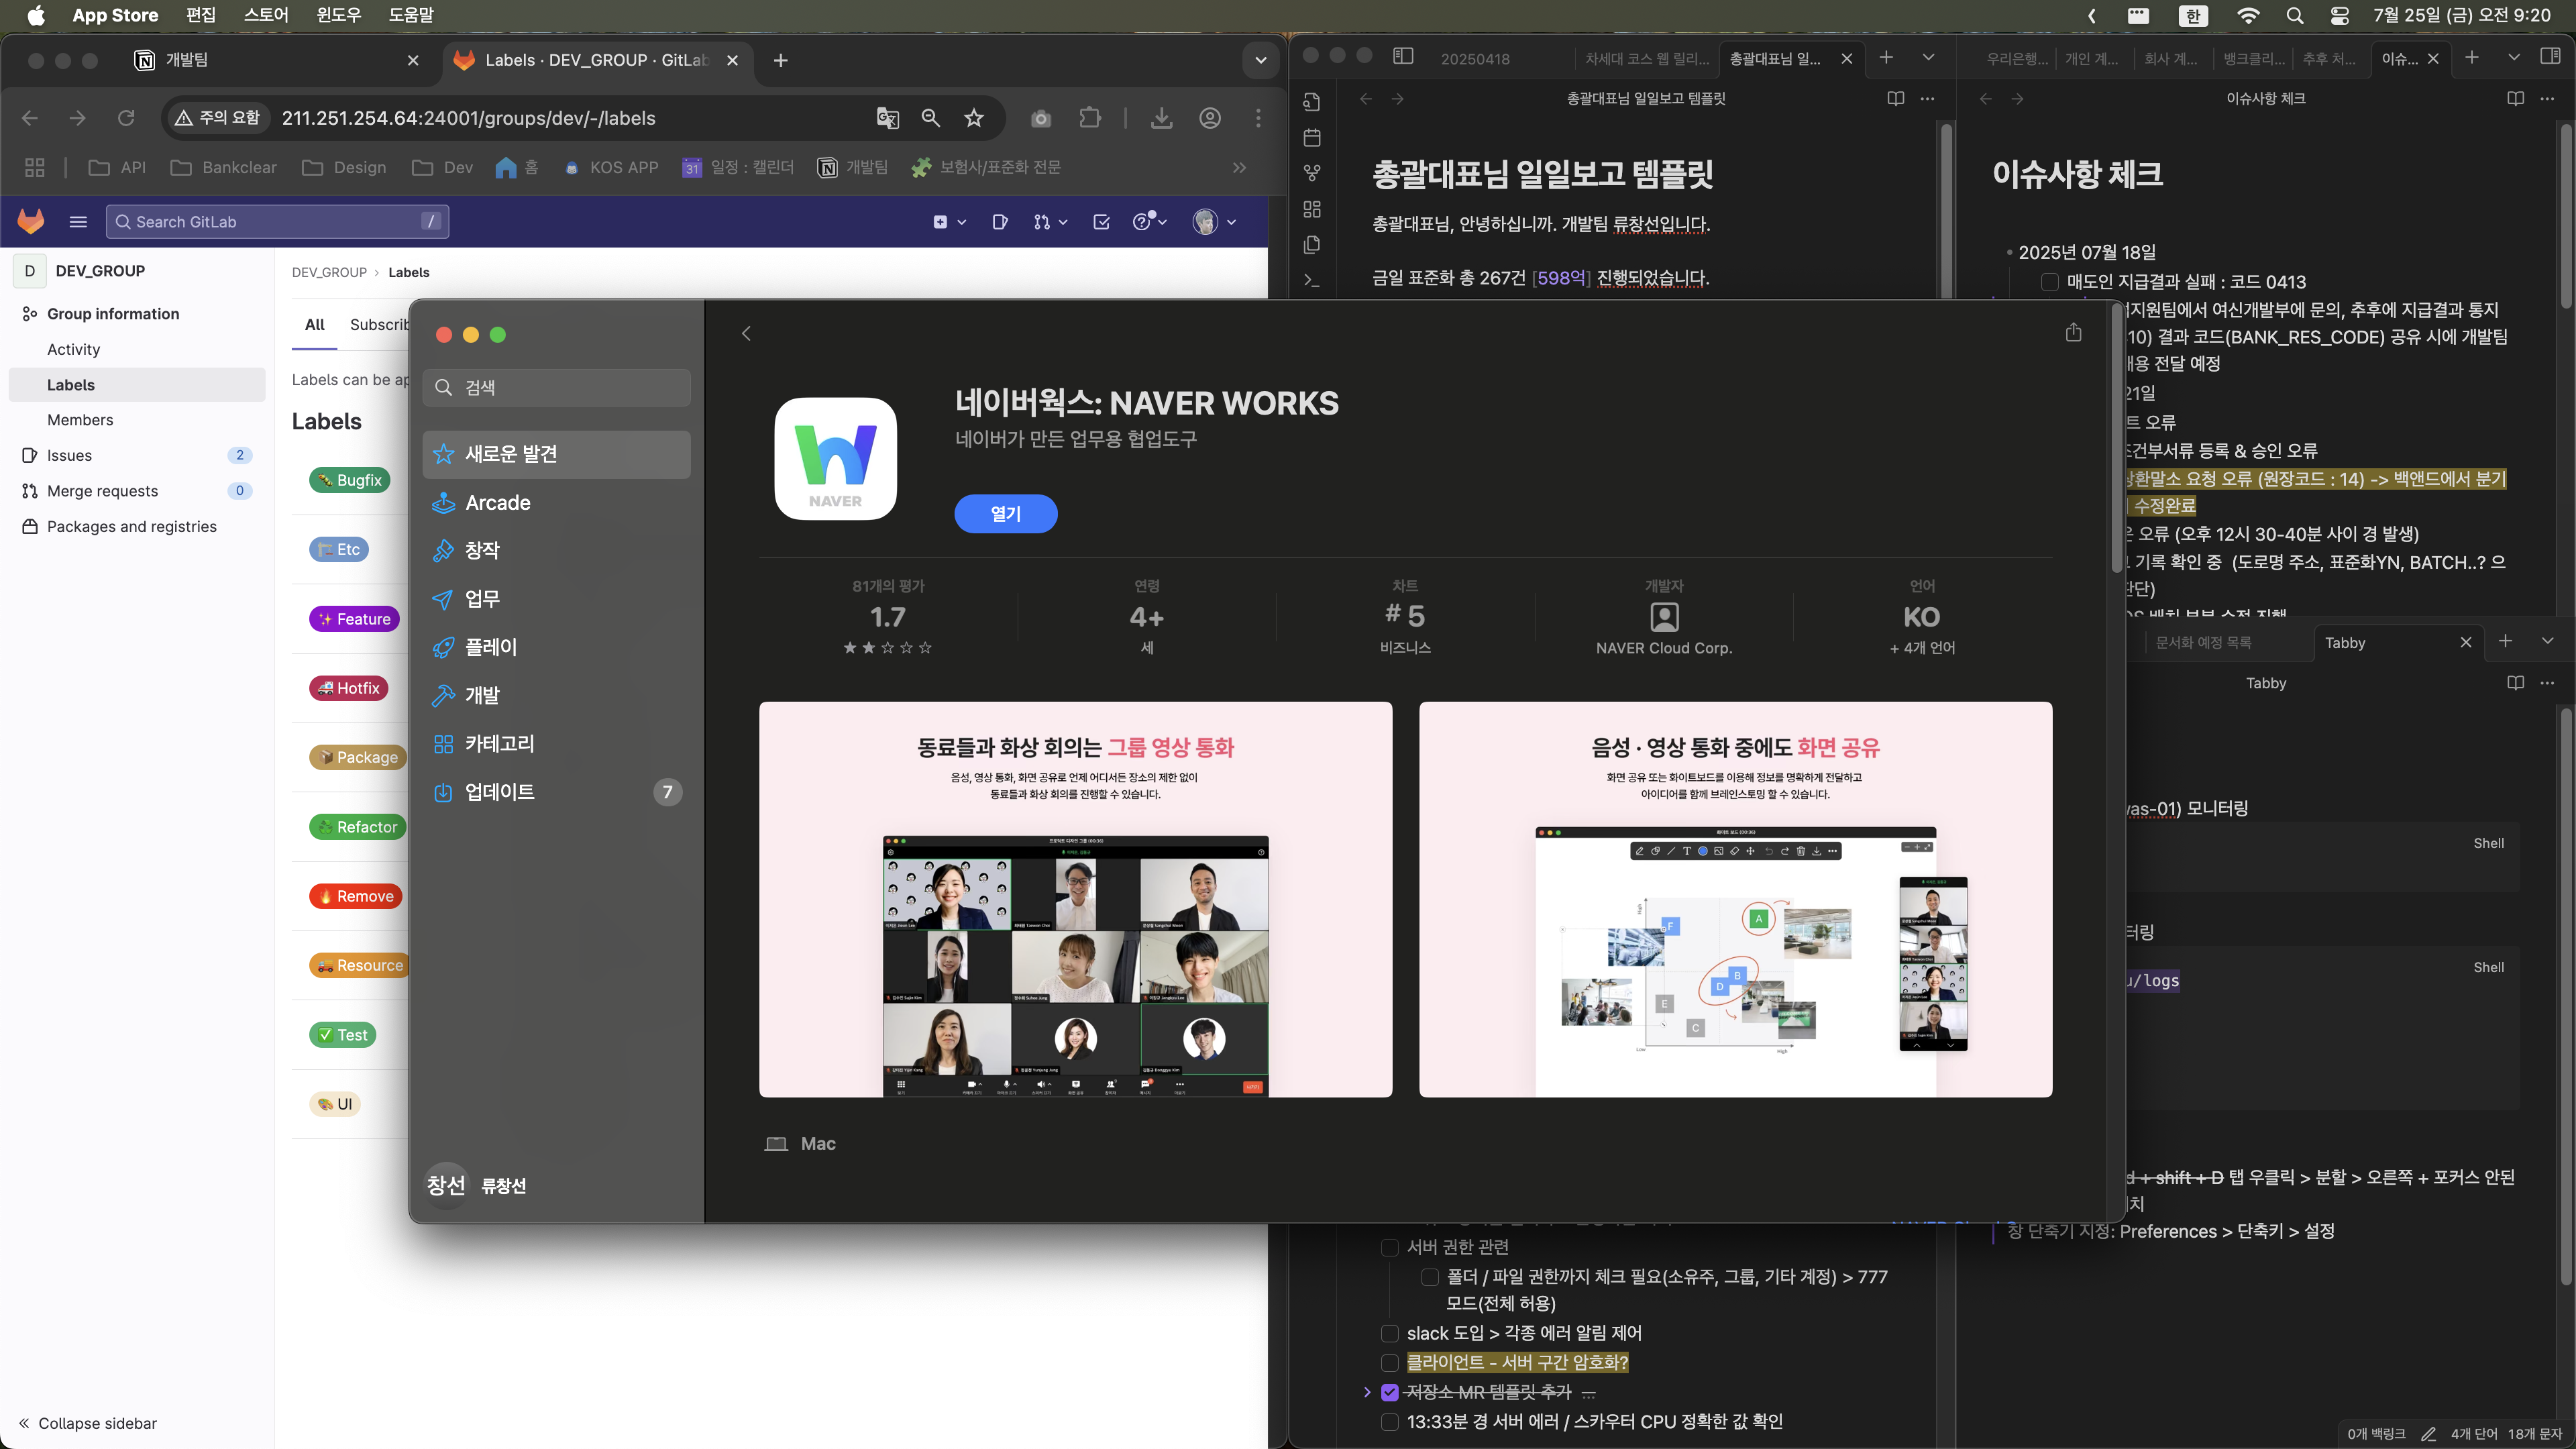 App Store 편집 스토어 윈도우 도움말
한 7월 25일 (금) 오전 9:20
개발팀
Labels · DEV_GROUP · GitLab
주의 요함 211.251.254.64:24001/groups/dev/-/labels
API Bankclear Design Dev 홈 KOS APP 31 일정 : 캘린더 개발팀 보험사/표준화 전문
Search GitLab /
D DEV_GROUP
Group information
Activity
Labels
Members
Issues 2
Merge requests 0
Packages and registries
Collapse sidebar
DEV_GROUP › Labels
All Subscrib
Labels can be ap
Labels
Bugfix
Etc
Feature
Hotfix
Package
Refactor
Remove
Resource
Test
UI
검색
새로운 발견
Arcade
창작
업무
플레이
개발
카테고리
업데이트 7
창선 류창선
NAVER
네이버웍스: NAVER WORKS
네이버가 만든 업무용 협업도구
열기
81개의 평가
1.7
연령
4+
세
차트
# 5
비즈니스
개발자
NAVER Cloud Corp.
언어
KO
+ 4개 언어
동료들과 화상 회의는 그룹 영상 통화
음성, 영상 통화, 화면 공유로 언제 어디서든 장소의 제한 없이
동료들과 화상 회의를 진행할 수 있습니다.
음성 · 영상 통화 중에도 화면 공유
화면 공유 또는 화이트보드를 이용해 정보를 명확하게 전달하고
아이디어를 함께 브레인스토밍 할 수 있습니다.
A
F
B
D
E
C
High
Low
High
Mac
20250418 차세대 코스 웹 릴리... 총괄대표님 일...
총괄대표님 일일보고 템플릿
총괄대표님 일일보고 템플릿
총괄대표님, 안녕하십니까. 개발팀 류창선입니다.
금일 표준화 총 267건 [598억] 진행되었습니다.
서버 권한 관련
폴더 / 파일 권한까지 체크 필요(소유주, 그룹, 기타 계정) > 777
모드(전체 허용)
slack 도입 > 각종 에러 알림 제어
클라이언트 - 서버 구간 암호화?
저장소 MR 템플릿 추가 ...
13:33분 경 서버 에러 / 스카우터 CPU 정확한 값 확인
우리은행... 개인 계... 회사 계... 뱅크클리... 추후 처... 이슈...
이슈사항 체크
이슈사항 체크
2025년 07월 18일
매도인 지급결과 실패 : 코드 0413
지원팀에서 여신개발부에 문의, 추후에 지급결과 통지
10) 결과 코드(BANK_RES_CODE) 공유 시에 개발팀
내용 전달 예정
21일
트 오류
조건부서류 등록 & 승인 오류
상환말소 요청 오류 (원장코드 : 14) -> 백앤드에서 분기
수정완료
오류 (오후 12시 30-40분 사이 경 발생)
기록 확인 중 (도로명 주소, 표준화YN, BATCH..? 으
단)
문서화 예정 목록 Tabby
Tabby
was-01) 모니터링
Shell
터링
Shell
u/logs
d + shift + D 탭 우클릭 > 분할 > 오른쪽 + 포커스 안된
치
창 단축기 지정: Preferences > 단축키 > 설정
0개 백링크 4개 단어 18개 문자